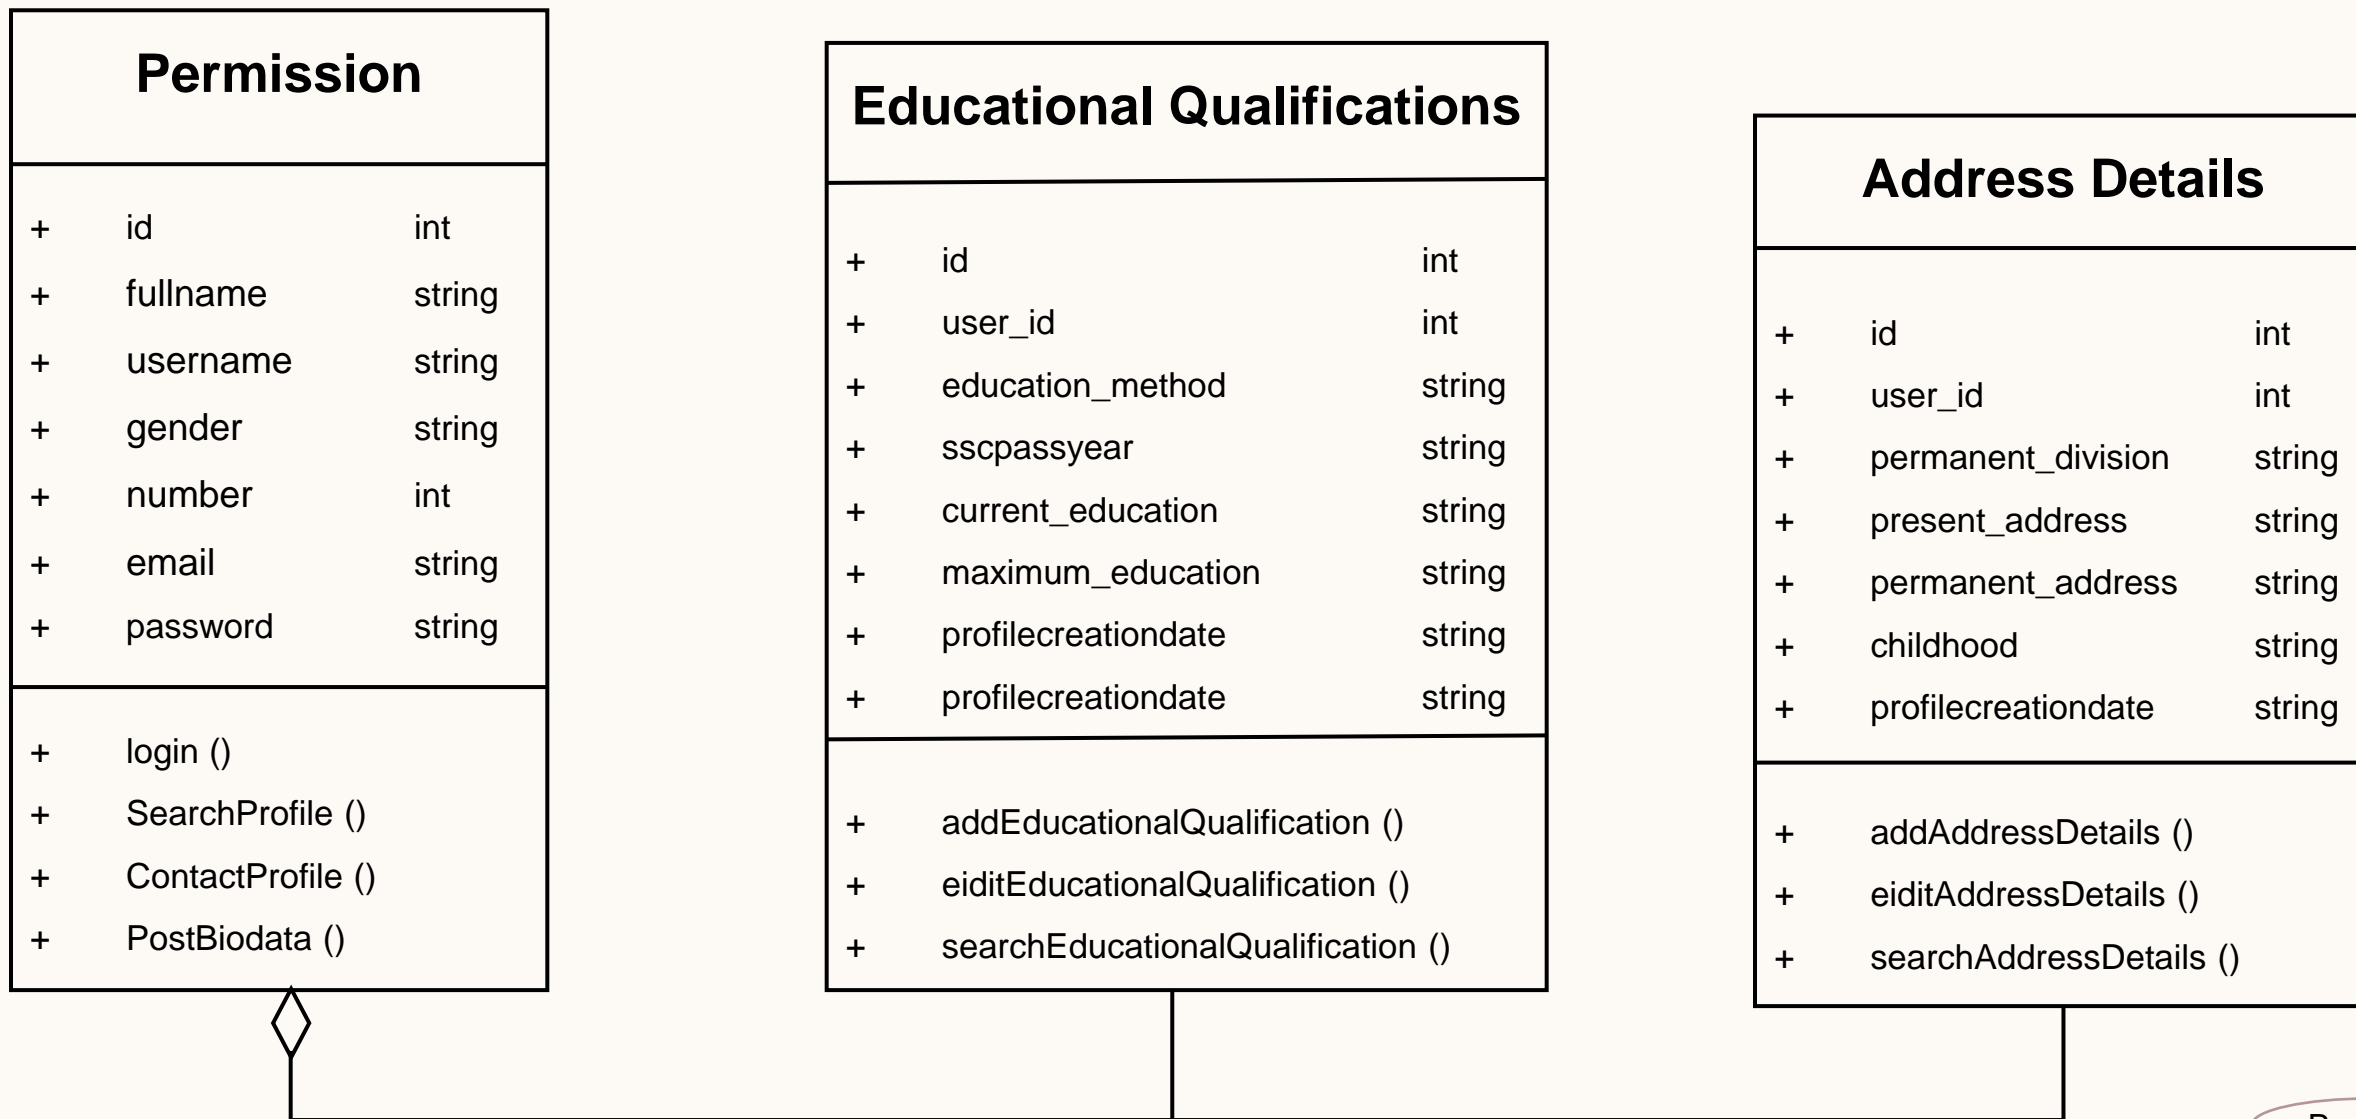 Permission
+ id int
+ fullname string
+ username string
+ gender string
+ number int
+ email string
+ password string
+ login ()
+ SearchProfile ()
+ ContactProfile ()
+ PostBiodata ()
Educational Qualifications
+ id int
+ user_id int
+ education_method string
+ sscpassyear string
+ current_education string
+ maximum_education string
+ profilecreationdate string
+ profilecreationdate string
+ addEducationalQualification ()
+ eiditEducationalQualification ()
+ searchEducationalQualification ()
Address Details
+ id int
+ user_id int
+ permanent_division string
+ present_address string
+ permanent_address string
+ childhood string
+ profilecreationdate string
+ addAddressDetails ()
+ eiditAddressDetails ()
+ searchAddressDetails ()